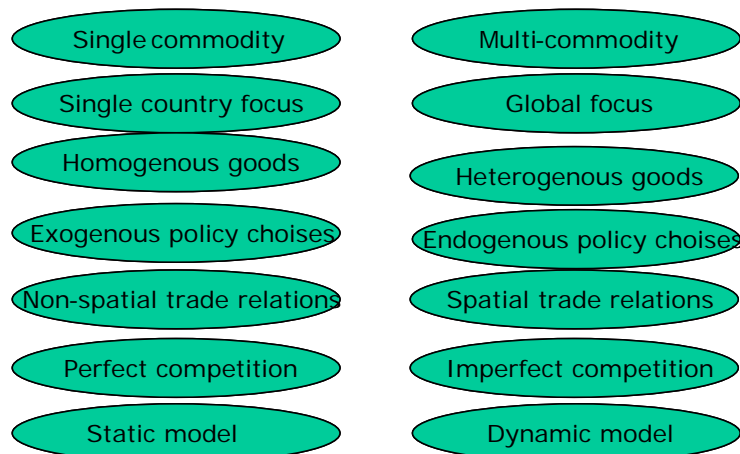 Single commodity
Multi-commodity
Single country focus
Global focus
Homogenous goods
Heterogenous goods
Exogenous policy choises
Endogenous policy choises
Non-spatial trade relations
Spatial trade relations
Perfect competition
Imperfect competition
Static model
Dynamic model